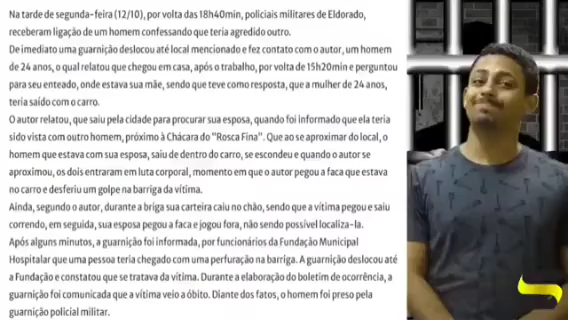 Na tarde de segunda-feira (12/10), por volta das 18h40min, policiais militares de Eldorado,
receberam ligação de um homem confessando que teria agredido outro.
De imediato uma guarnição deslocou até local mencionado e fez contato com o autor, um homem
de 24 anos, o qual relatou que chegou em casa, após o trabalho, por volta de 15h20min e perguntou
para seu enteado, onde estava sua mãe, sendo que teve como resposta, que a mulher de 24 anos,
teria saído com o carro.
O autor relatou, que saiu pela cidade para procurar sua esposa, quando foi informado que ela teria
sido vista com outro homem, próximo à Chácara do "Rosca Fina". Que ao se aproximar do local, o
homem que estava com sua esposa, saiu de dentro do carro, se escondeu e quando o autor se
aproximou, os dois entraram em luta corporal, momento em que o autor pegou a faca que estava
no carro e desferiu um golpe na barriga da vítima.
Ainda, segundo o autor, durante a briga sua carteira caiu no chão, sendo que a vítima pegou e saiu
correndo, em seguida, sua esposa pegou a faca e jogou fora, não sendo possível localiza-la.
Após alguns minutos, a guarnição foi informada, por funcionários da Fundação Municipal
Hospitalar que uma pessoa teria chegado com uma perfuração na barriga. A guarnição deslocou até
a Fundação e constatou que se tratava da vítima. Durante a elaboração do boletim de ocorrência, a
guarnição foi comunicada que a vítima veio a óbito. Diante dos fatos, o homem foi preso pela
guarnição policial militar.